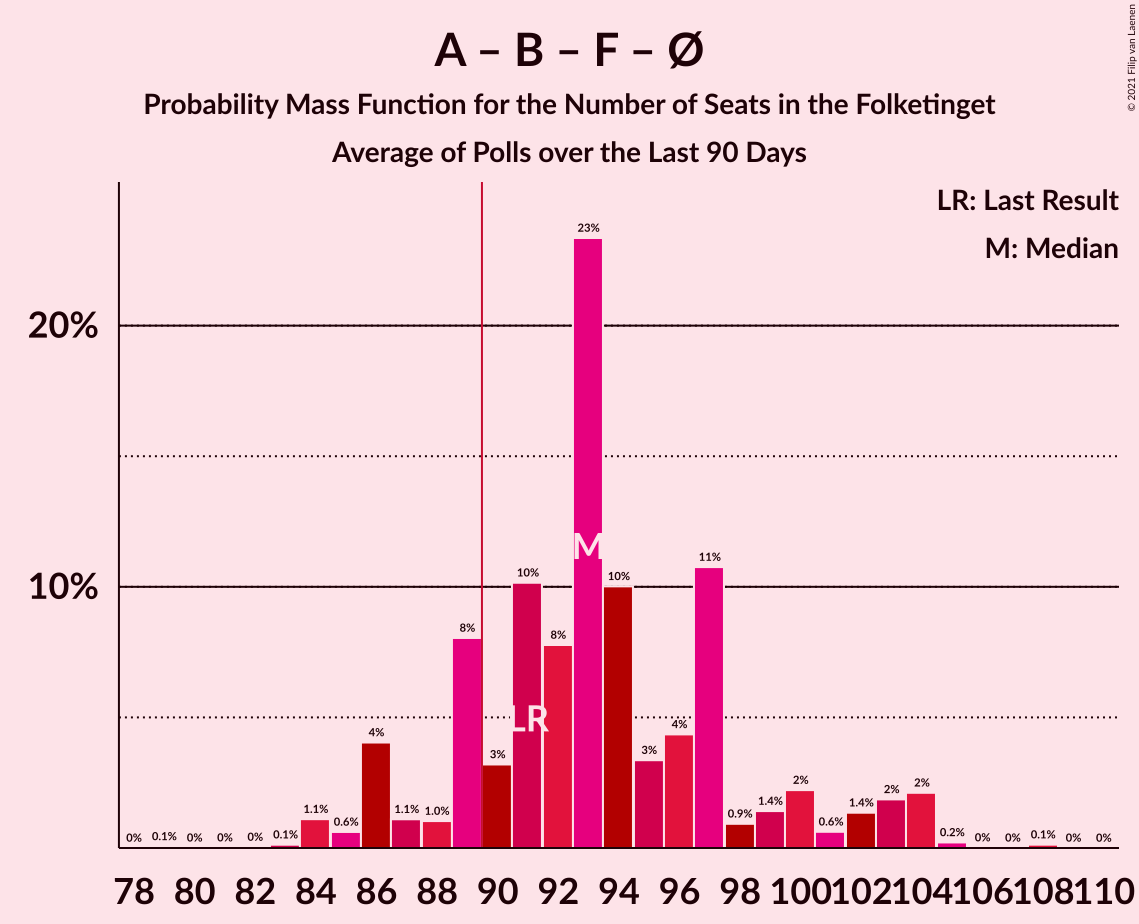 A – B – F – Ø
Probability Mass Function for the Number of Seats in the Folketinget
Average of Polls over the Last 90 Days
© 2021 Filip van Laenen
LR: Last Result
M: Median
20%
10%
0% 0.1% 0% 0% 0% 0.1% 1.1% 0.6% 4% 1.1% 1.0% 8% 3% 10% 8% 23% 10% 3% 4% 11% 0.9% 1.4% 2% 0.6% 1.4% 2% 2% 0.2% 0% 0% 0.1% 0% 0%
M
LR
78 80 82 84 86 88 90 92 94 96 98 100 102 104 106 108 110